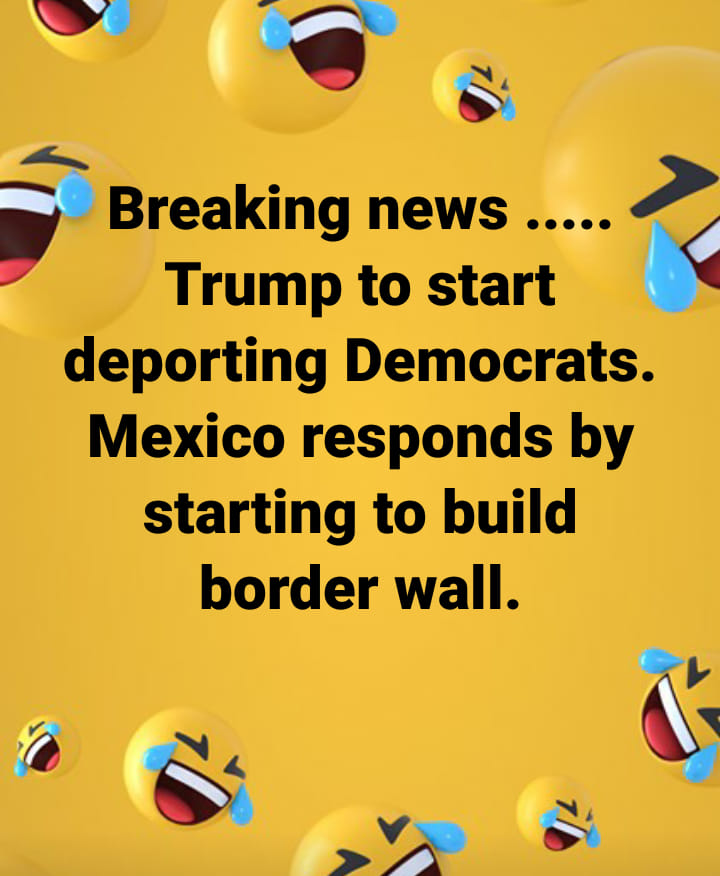 Breaking news .....
Trump to start
deporting Democrats.
Mexico responds by
starting to build
border wall.